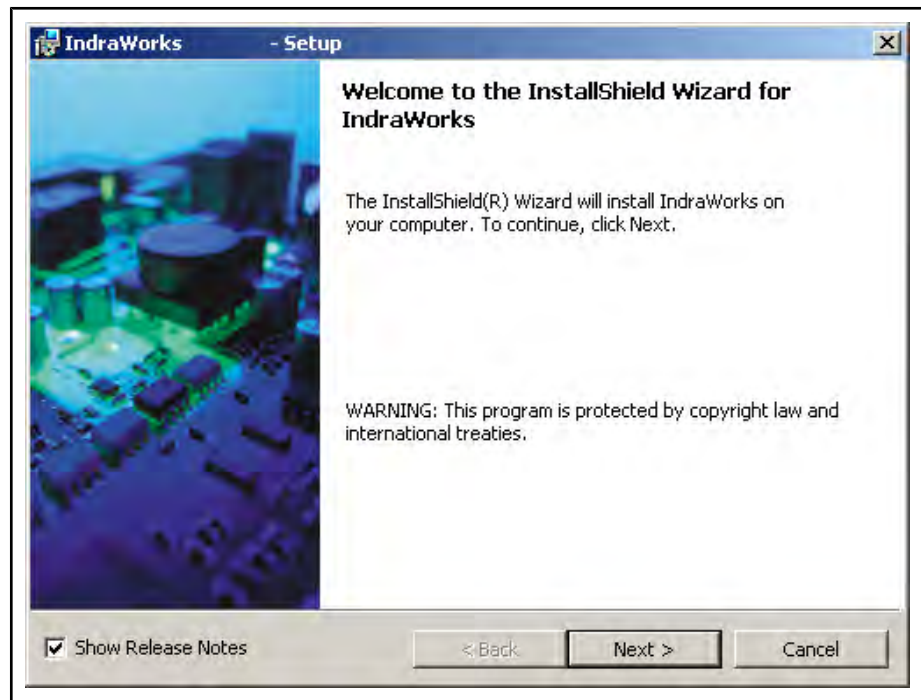 IndraWorks - Setup
Welcome to the InstallShield Wizard for
IndraWorks
The InstallShield(R) Wizard will install IndraWorks on
your computer. To continue, click Next.
WARNING: This program is protected by copyright law and
international treaties.
Show Release Notes
< Back
Next >
Cancel